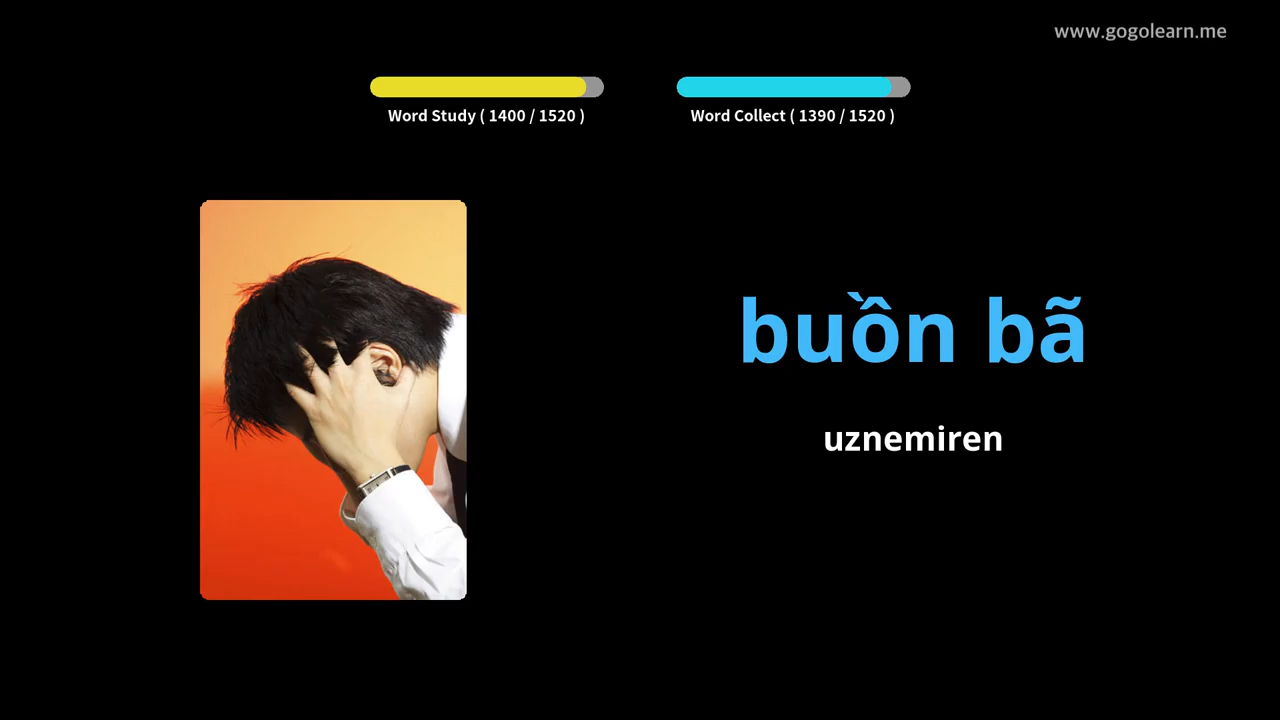 www.gogolearn.me
Word Study ( 1400 / 1520 )
Word Collect ( 1390 / 1520 )
buồn bã
uznemiren